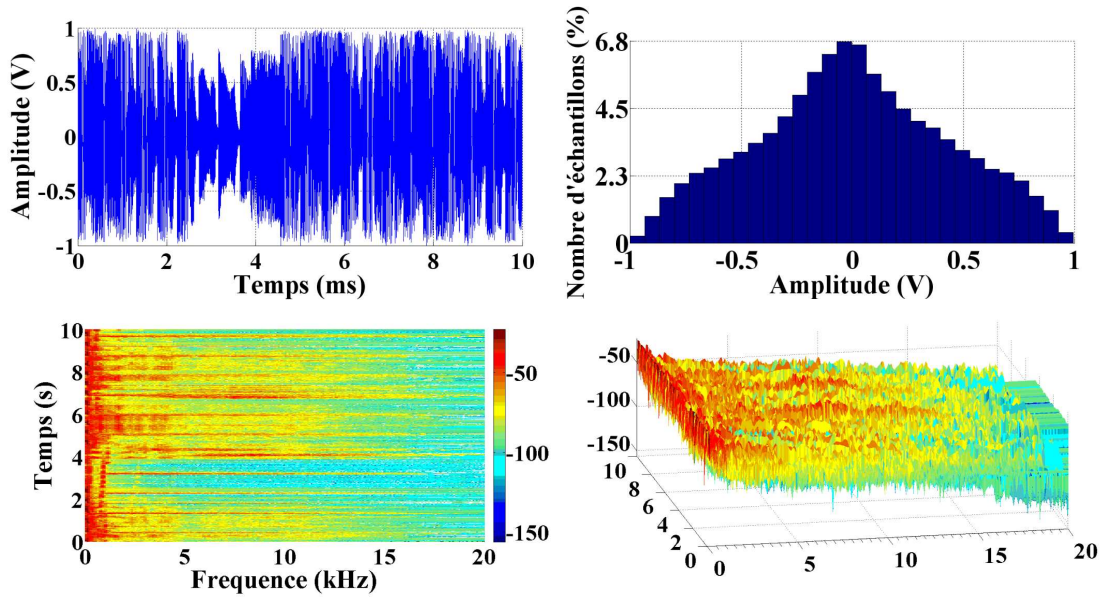 1
0.5
0
-0.5
-1
Amplitude (V)
0 2 4 6 8 10
Temps (ms)
6.8
4.5
2.3
0
Nombre d'échantillons (%)
-1 -0.5 0 0.5 1
Amplitude (V)
10
8
6
4
2
0
Temps (s)
0 5 10 15 20
Frequence (kHz)
-50
-100
-150
-50
-100
-150
10
8
6
4
2
0
0 5 10 15 20